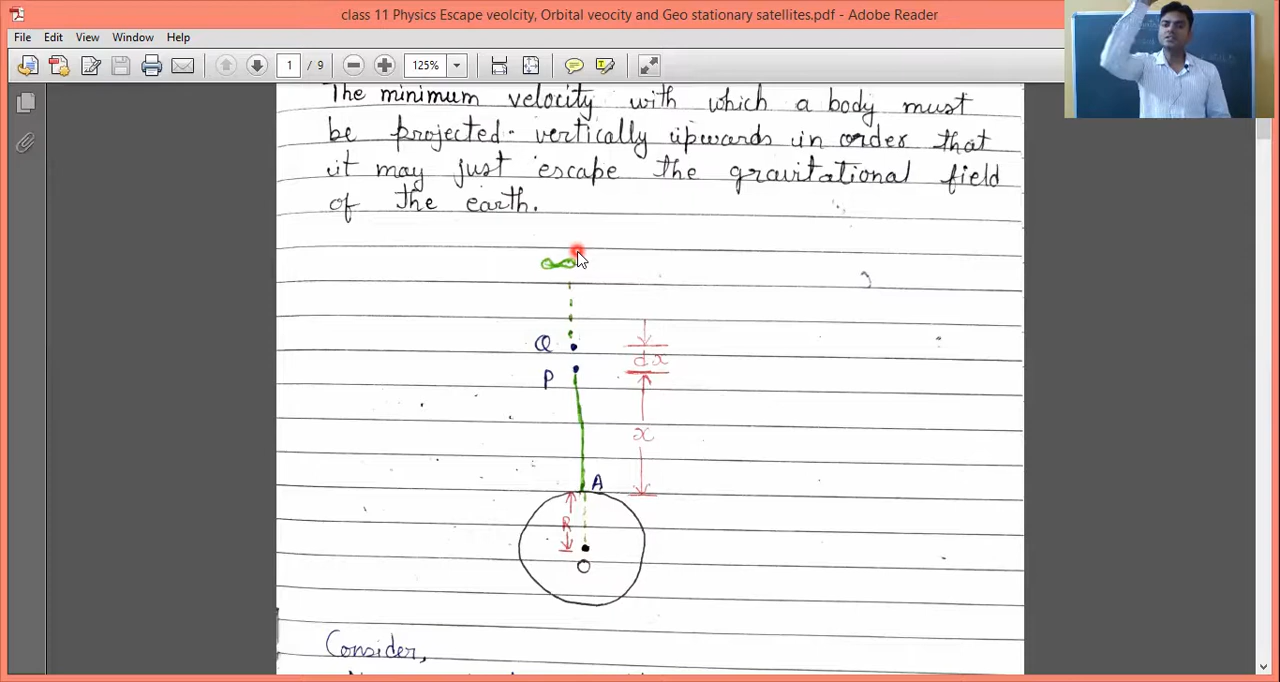 class 11 Physics Escape veolcity, Orbital veocity and Geo stationary satellites.pdf - Adobe Reader
File Edit View Window Help
1 / 9 125%
The minimum velocity with which a body must
be projected vertically upwards in order that
it may just escape the gravitational field
of the earth.
∞
Q
dx
P
x
A
R
O
Consider,